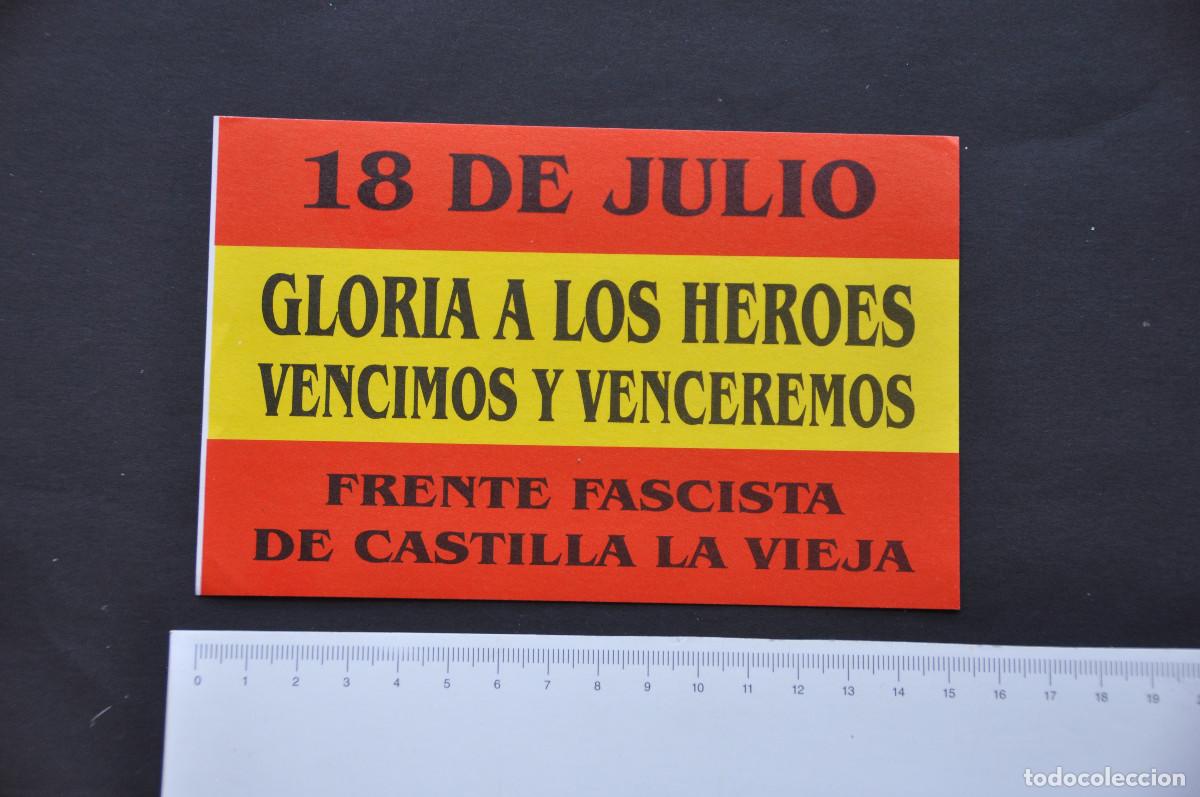 18 DE JULIO
GLORIA A LOS HEROES
VENCIMOS Y VENCEREMOS
FRENTE FASCISTA
DE CASTILLA LA VIEJA
0 1 2 3 4 5 6 7 8 9 10 11 12 13 14 15 16 17 18 19
todocoleccion